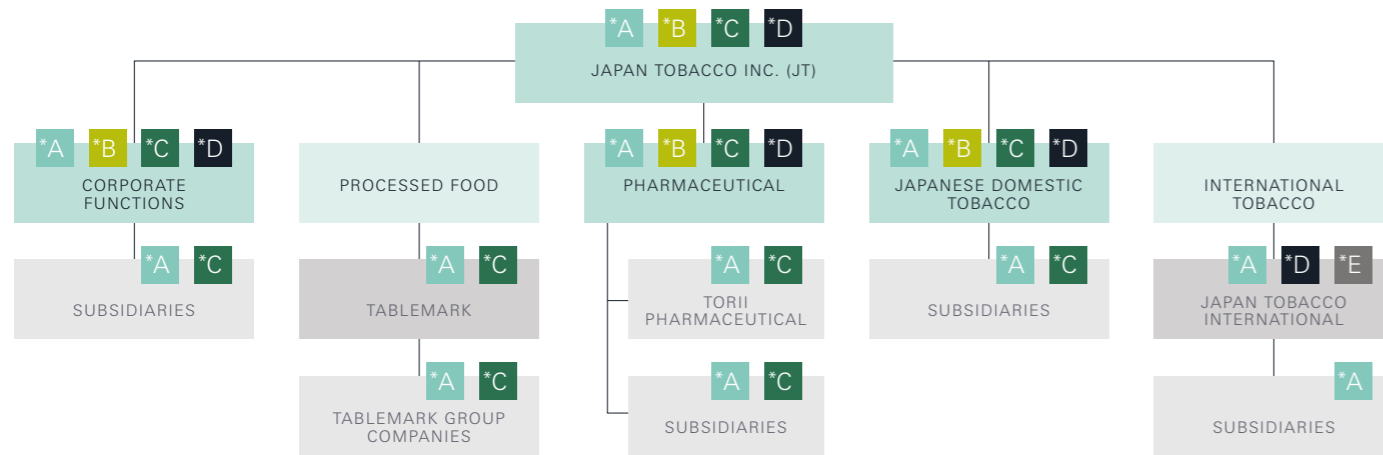 *A *B *C *D
JAPAN TOBACCO INC. (JT)
*A *B *C *D
CORPORATE
FUNCTIONS
PROCESSED FOOD
*A *B *C *D
PHARMACEUTICAL
*A *B *C *D
JAPANESE DOMESTIC
TOBACCO
INTERNATIONAL
TOBACCO
*A *C
SUBSIDIARIES
*A *C
TABLEMARK
*A *C
TORII
PHARMACEUTICAL
*A *C
SUBSIDIARIES
*A *D *E
JAPAN TOBACCO
INTERNATIONAL
*A *C
TABLEMARK GROUP
COMPANIES
*A *C
SUBSIDIARIES
*A
SUBSIDIARIES